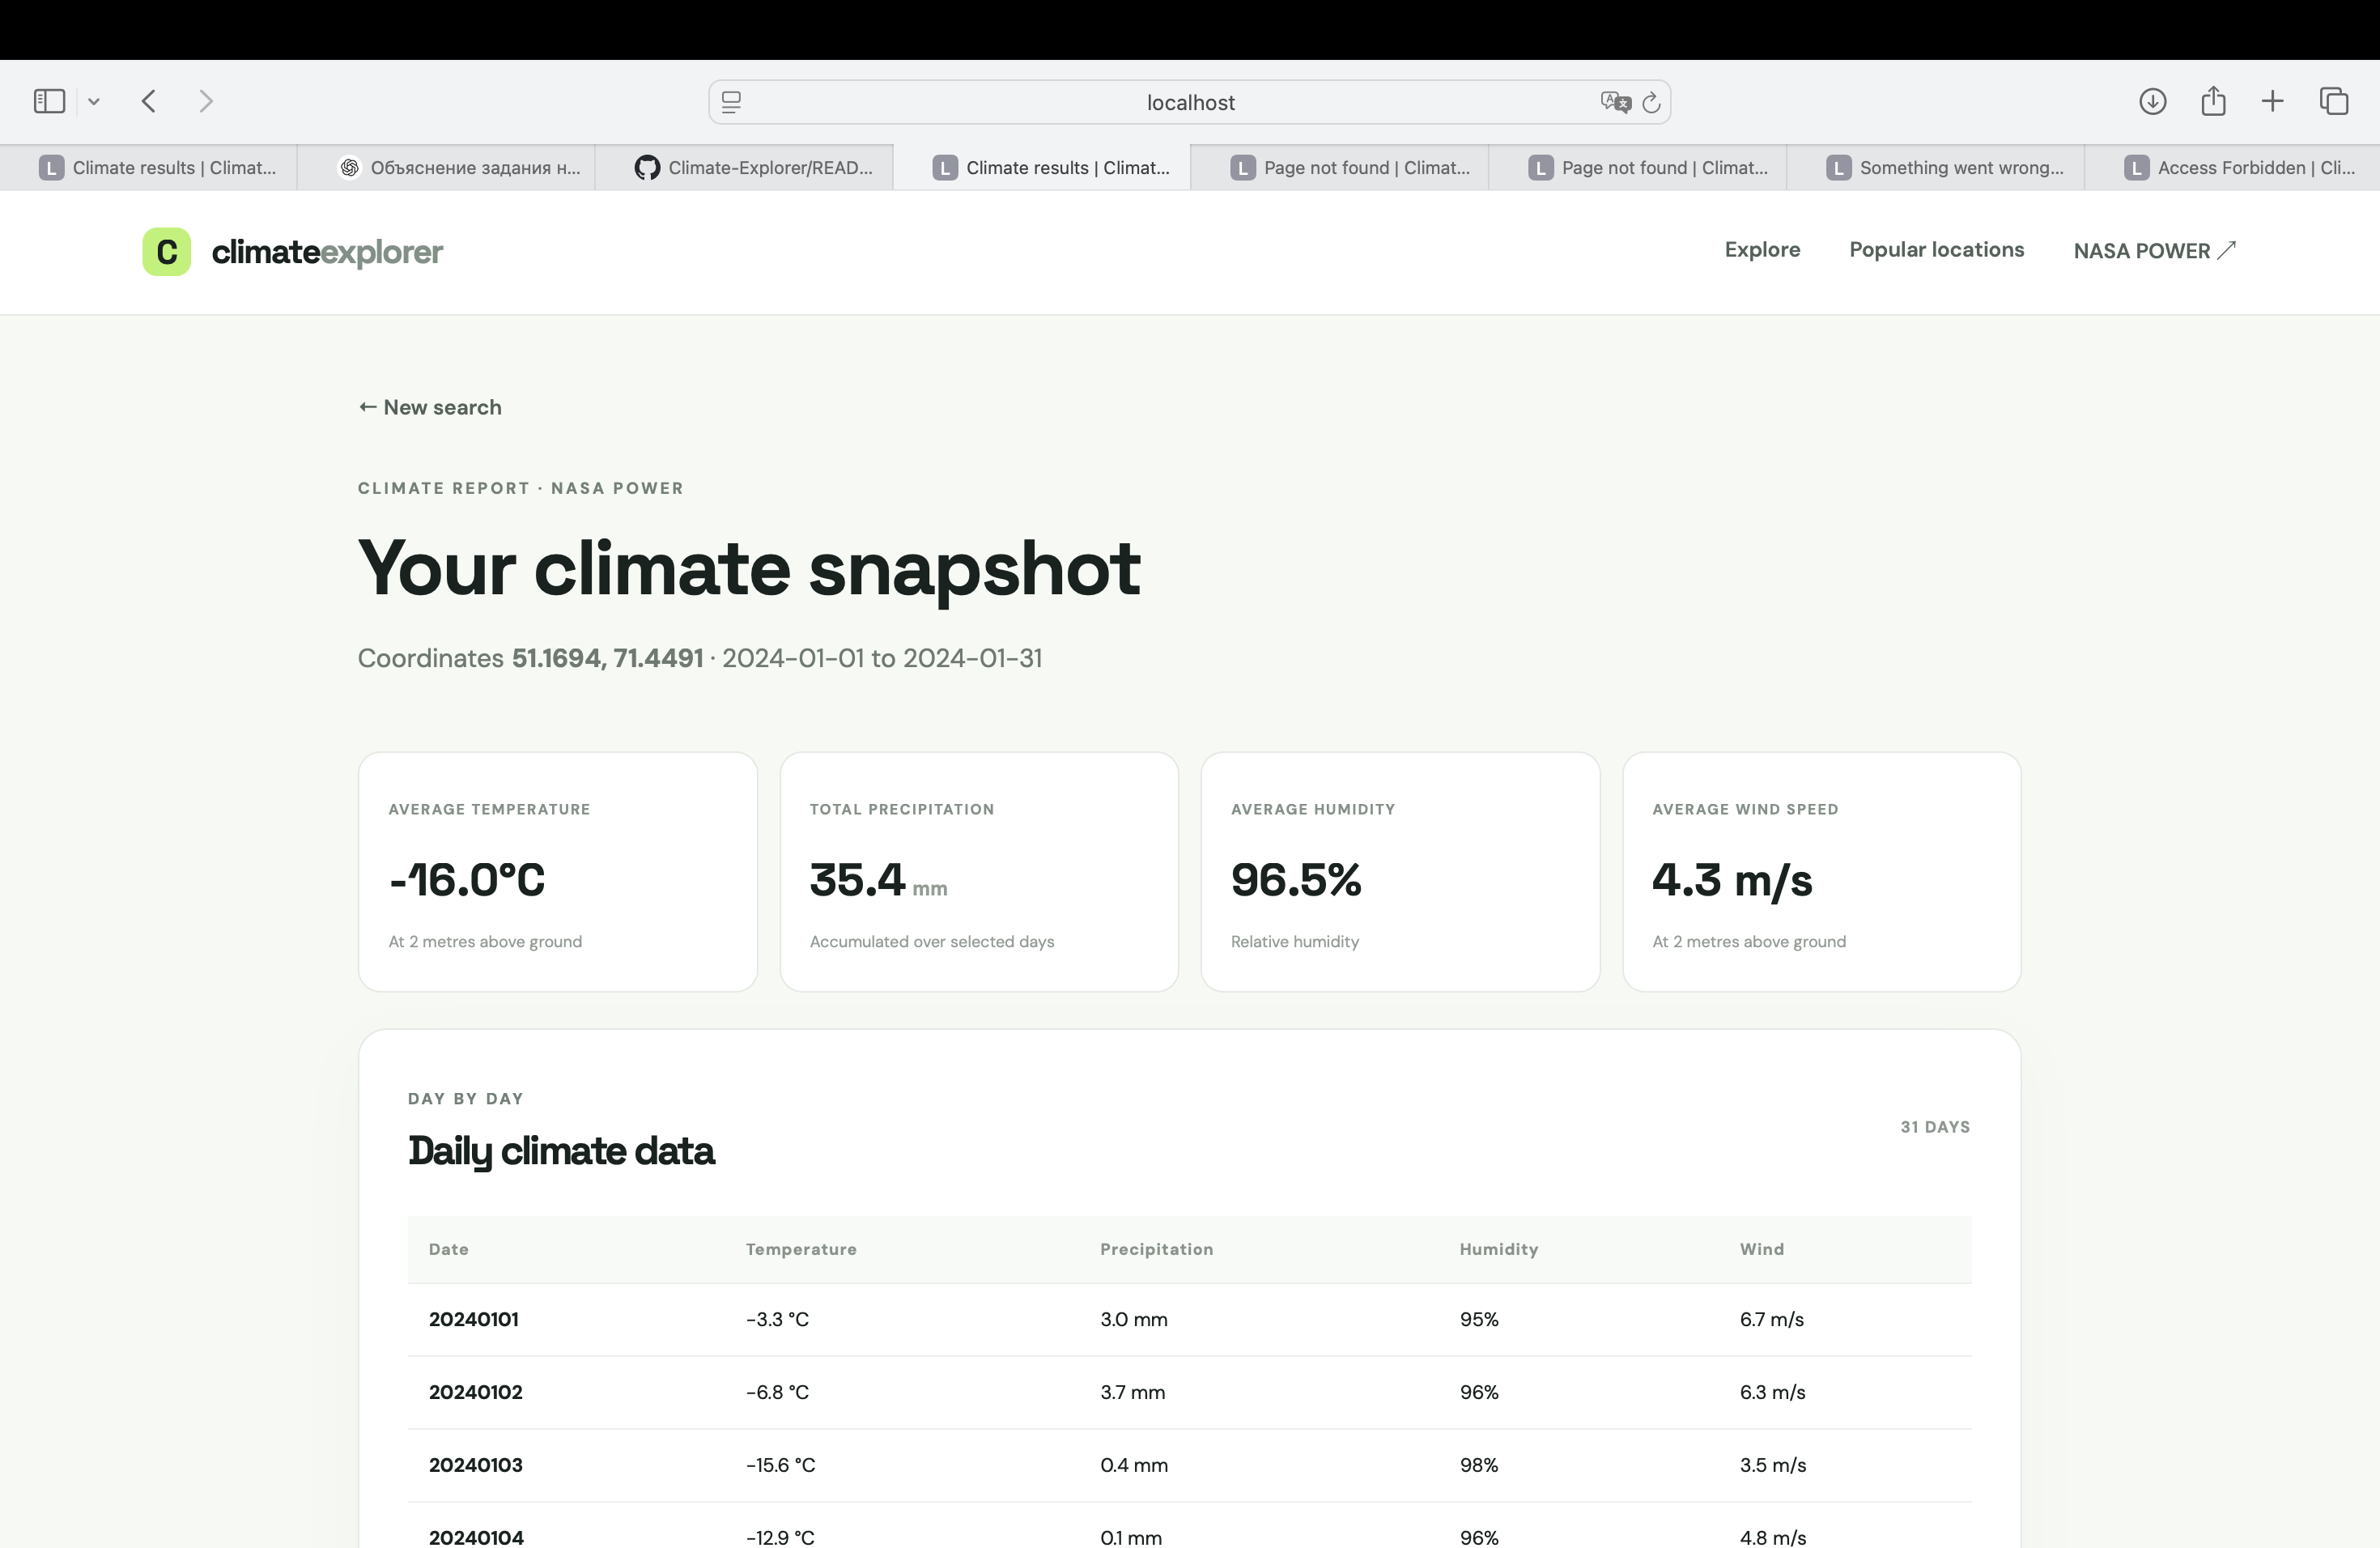 localhost
L Climate results | Climat...
Объяснение задания н...
Climate-Explorer/READ...
L Climate results | Climat...
L Page not found | Climat...
L Page not found | Climat...
L Something went wrong...
L Access Forbidden | Cli...
C climateexplorer
Explore
Popular locations
NASA POWER ↗
← New search
CLIMATE REPORT · NASA POWER
Your climate snapshot
Coordinates 51.1694, 71.4491 · 2024-01-01 to 2024-01-31
AVERAGE TEMPERATURE
-16.0°C
At 2 metres above ground
TOTAL PRECIPITATION
35.4 mm
Accumulated over selected days
AVERAGE HUMIDITY
96.5%
Relative humidity
AVERAGE WIND SPEED
4.3 m/s
At 2 metres above ground
DAY BY DAY
Daily climate data
31 DAYS
Date Temperature Precipitation Humidity Wind
20240101 -3.3 °C 3.0 mm 95% 6.7 m/s
20240102 -6.8 °C 3.7 mm 96% 6.3 m/s
20240103 -15.6 °C 0.4 mm 98% 3.5 m/s
20240104 -12.9 °C 0.1 mm 96% 4.8 m/s